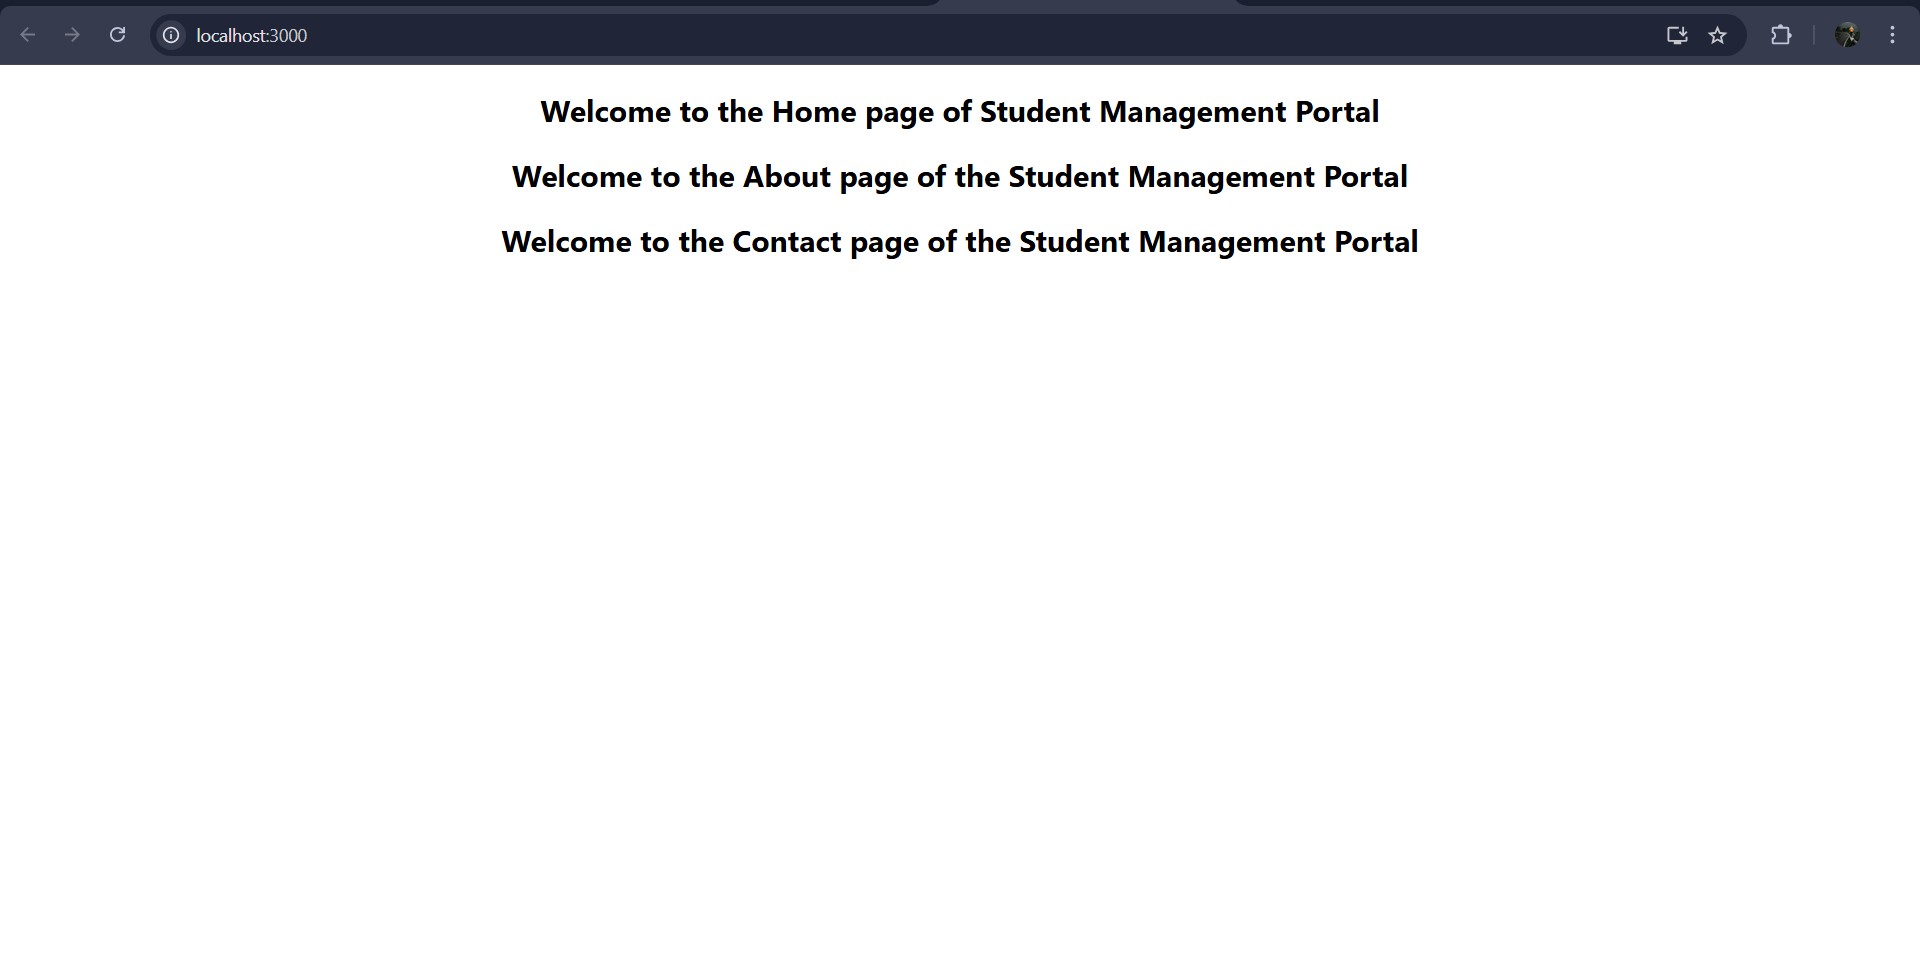 localhost:3000
Welcome to the Home page of Student Management Portal
Welcome to the About page of the Student Management Portal
Welcome to the Contact page of the Student Management Portal